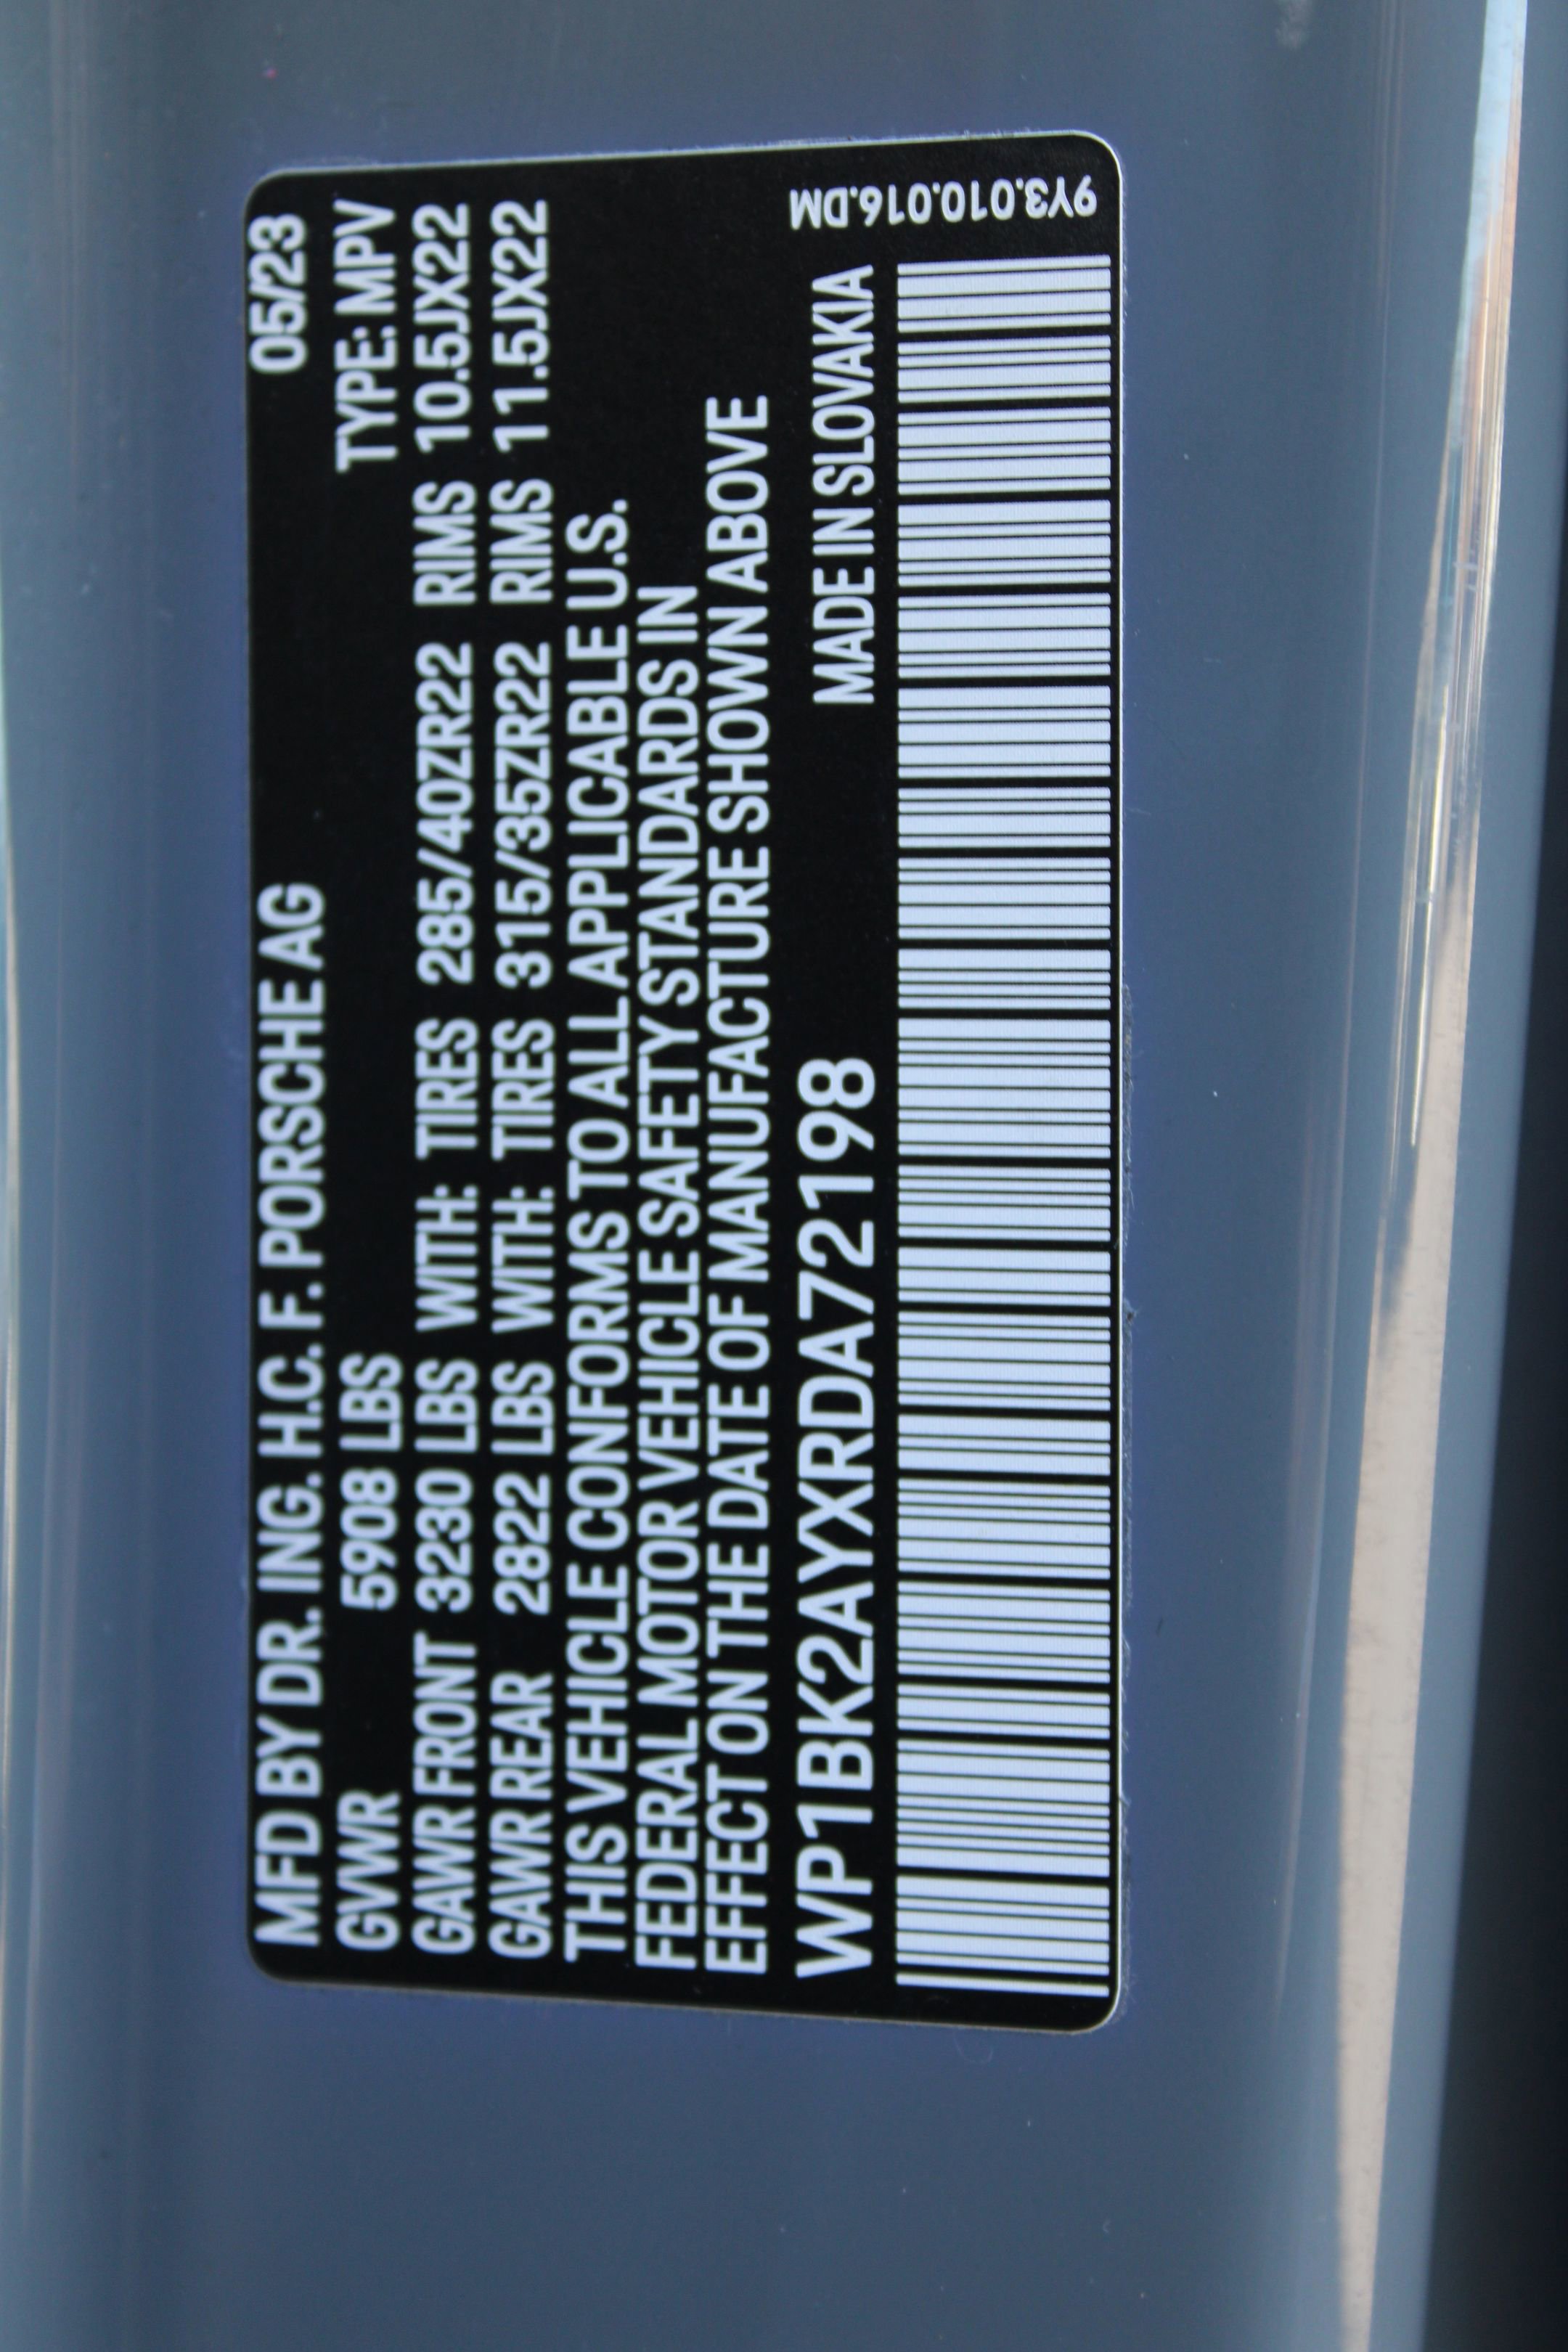 MFD BY DR. ING. H.C. F. PORSCHE AG 05/23
GVWR 5908 LBS TYPE: MPV
GAWR FRONT 3230 LBS WITH: TIRES 285/40ZR22 RIMS 10.5JX22
GAWR REAR 2822 LBS WITH: TIRES 315/35ZR22 RIMS 11.5JX22
THIS VEHICLE CONFORMS TO ALL APPLICABLE U.S.
FEDERAL MOTOR VEHICLE SAFETY STANDARDS IN
EFFECT ON THE DATE OF MANUFACTURE SHOWN ABOVE
WP1BK2AYXRDA72198 MADE IN SLOVAKIA
9Y3.010.016.DM